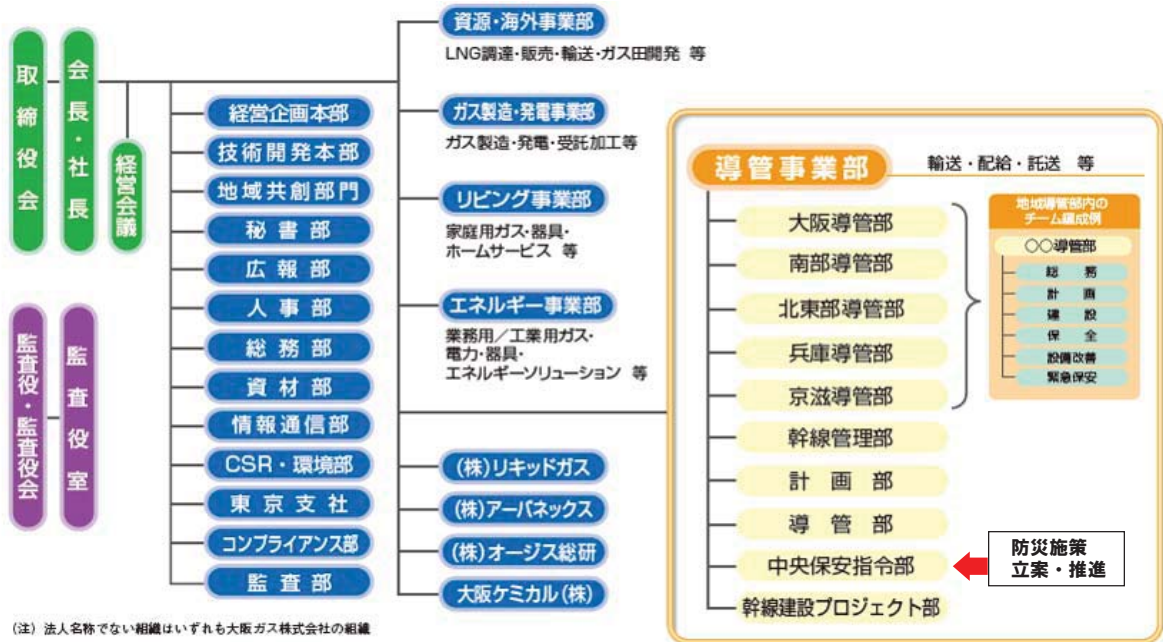 取締役会
会長・社長
経営会議
監査役・監査役会
監査役室
経営企画本部
技術開発本部
地域共創部門
秘書部
広報部
人事部
総務部
資材部
情報通信部
CSR・環境部
東京支社
コンプライアンス部
監査部
資源・海外事業部
LNG調達・販売・輸送・ガス田開発 等
ガス製造・発電事業部
ガス製造・発電・受託加工等
リビング事業部
家庭用ガス・器具・
ホームサービス 等
エネルギー事業部
業務用／工業用ガス・
電力・器具・
エネルギーソリューション 等
(株)リキッドガス
(株)アーバネックス
(株)オージス総研
大阪ケミカル(株)
導管事業部
輸送・配給・託送 等
大阪導管部
南部導管部
北東部導管部
兵庫導管部
京滋導管部
幹線管理部
計画部
導管部
中央保安指令部
幹線建設プロジェクト部
地域導管部内の
チーム編成例
〇〇導管部
総務
計画
建設
保全
設備改善
緊急保安
防災施策
立案・推進
(注) 法人名称でない組織はいずれも大阪ガス株式会社の組織